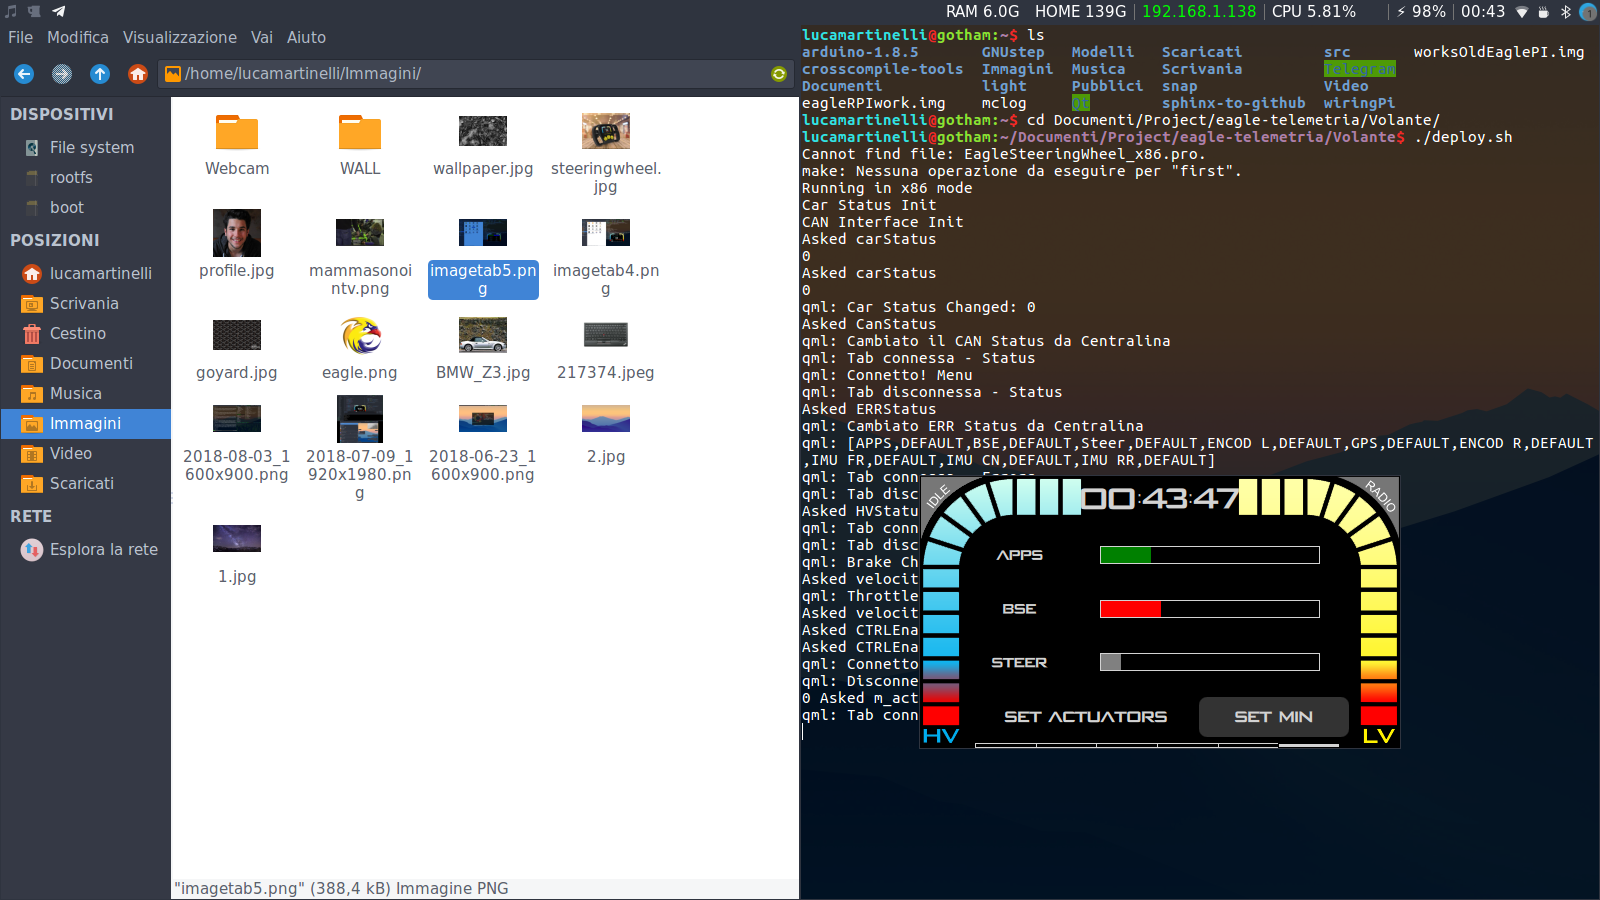 RAM 6.0G HOME 139G 192.168.1.138 CPU 5.81% ⚡ 98% 00:43 1
File Modifica Visualizzazione Vai Aiuto
/home/lucamartinelli/Immagini/
DISPOSITIVI
File system
rootfs
boot
POSIZIONI
lucamartinelli
Scrivania
Cestino
Documenti
Musica
Immagini
Video
Scaricati
RETE
Esplora la rete
Webcam
WALL
wallpaper.jpg
steeringwheel.
jpg
profile.jpg
mammasonoi
ntv.png
imagetab5.pn
g
imagetab4.pn
g
goyard.jpg
eagle.png
BMW_Z3.jpg
217374.jpeg
2018-08-03_1
600x900.png
2018-07-09_1
920x1980.pn
g
2018-06-23_1
600x900.png
2.jpg
1.jpg
"imagetab5.png" (388,4 kB) Immagine PNG
lucamartinelli@gotham:~$ ls
arduino-1.8.5 GNUstep Modelli Scaricati src worksOldEaglePI.img
crosscompile-tools Immagini Musica Scrivania Telegram
Documenti light Pubblici snap Video
eagleRPIwork.img mclog Qt sphinx-to-github wiringPi
lucamartinelli@gotham:~$ cd Documenti/Project/eagle-telemetria/Volante/
lucamartinelli@gotham:~/Documenti/Project/eagle-telemetria/Volante$ ./deploy.sh
Cannot find file: EagleSteeringWheel_x86.pro.
make: Nessuna operazione da eseguire per "first".
Running in x86 mode
Car Status Init
CAN Interface Init
Asked carStatus
0
Asked carStatus
0
qml: Car Status Changed: 0
Asked CanStatus
qml: Cambiato il CAN Status da Centralina
qml: Tab connessa - Status
qml: Connetto! Menu
qml: Tab disconnessa - Status
Asked ERRStatus
qml: Cambiato ERR Status da Centralina
qml: [APPS,DEFAULT,BSE,DEFAULT,Steer,DEFAULT,ENCOD L,DEFAULT,GPS,DEFAULT,ENCOD R,DEFAULT
,IMU FR,DEFAULT,IMU CN,DEFAULT,IMU RR,DEFAULT]
qml: Tab conn
qml: Tab disc
Asked HVStatu
qml: Tab conn
qml: Tab disc
qml: Brake Ch
Asked velocit
qml: Throttle
Asked velocit
Asked CTRLEna
Asked CTRLEna
qml: Connetto
qml: Disconne
0 Asked m_act
qml: Tab conn
IDLE
00:43:47
RADIO
APPS
BSE
STEER
SET ACTUATORS
SET MIN
HV
LV